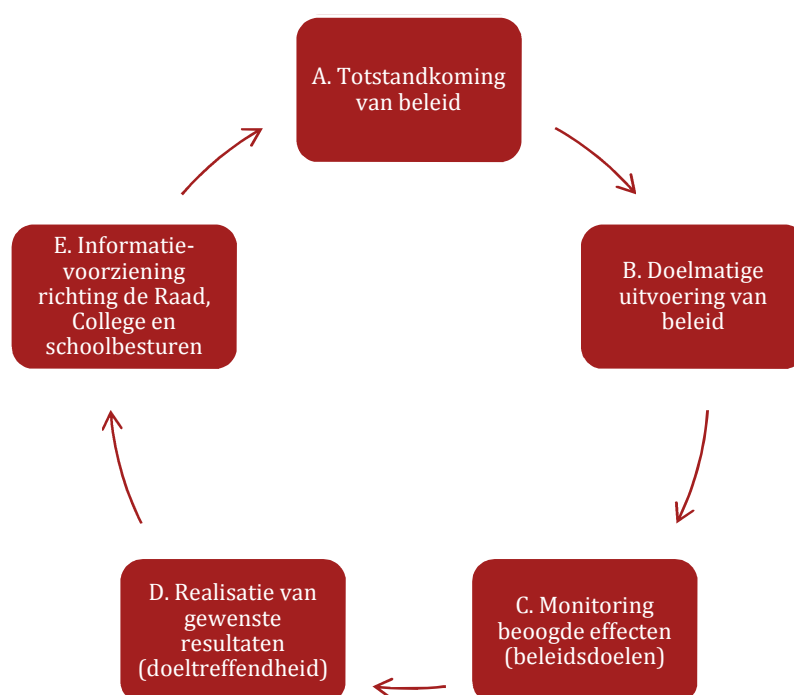 A. Totstandkoming
van beleid
B. Doelmatige
uitvoering van
beleid
C. Monitoring
beoogde effecten
(beleidsdoelen)
D. Realisatie van
gewenste
resultaten
(doeltreffendheid)
E. Informatie-
voorziening
richting de Raad,
College en
schoolbesturen